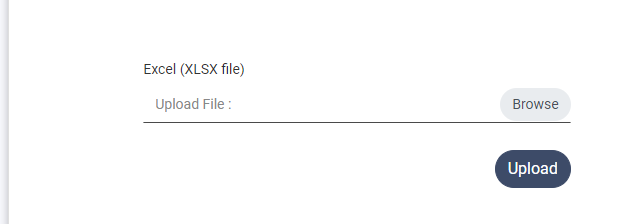 Excel (XLSX file)
Upload File : Browse
Upload